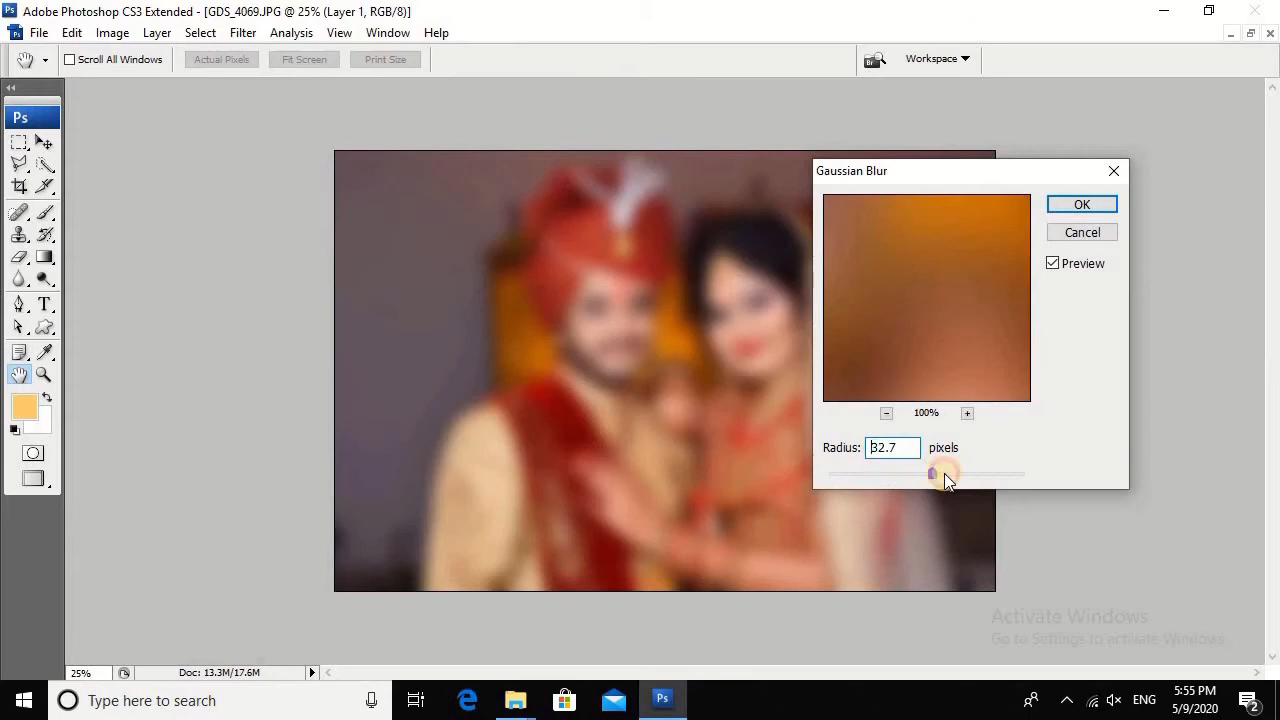 Adobe Photoshop CS3 Extended - [GDS_4069.JPG @ 25% (Layer 1, RGB/8)]
File Edit Image Layer Select Filter Analysis View Window Help
Scroll All Windows Actual Pixels Fit Screen Print Size Br Workspace
Ps
Gaussian Blur
OK
Cancel
Preview
100%
Radius: 32.7 pixels
Activate Windows
Go to Settings to activate Windows.
25% Doc: 13.3M/17.6M
Type here to search
Ps
ENG
5:55 PM
5/9/2020
2